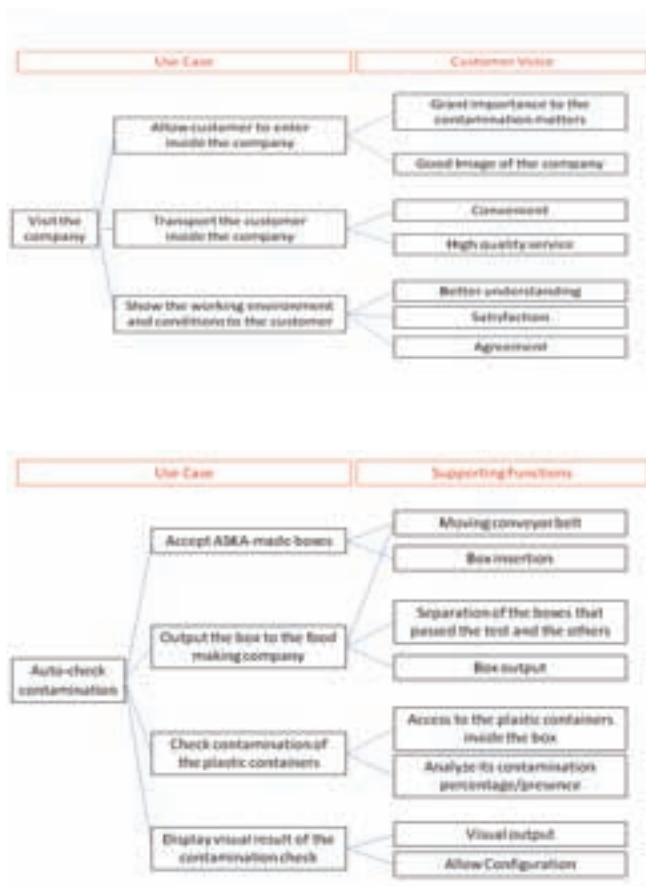 Use Case
Customer Voice
Allow customer to enter
inside the company
Grant importance to the
contamination matters
Good Image of the company
Visit the
company
Transport the customer
inside the company
Convenient
High quality service
Show the working environment
and conditions to the customer
Better understanding
Satisfaction
Agreement
Use Case
Supporting Functions
Accept ASKA-made boxes
Moving conveyor belt
Box insertion
Output the box to the food
making company
Separation of the boxes that
passed the test and the others
Box output
Auto-check
contamination
Check contamination of
the plastic containers
Access to the plastic containers
inside the box
Analyze its contamination
percentage/presence
Display visual result of the
contamination check
Visual output
Allow Configuration